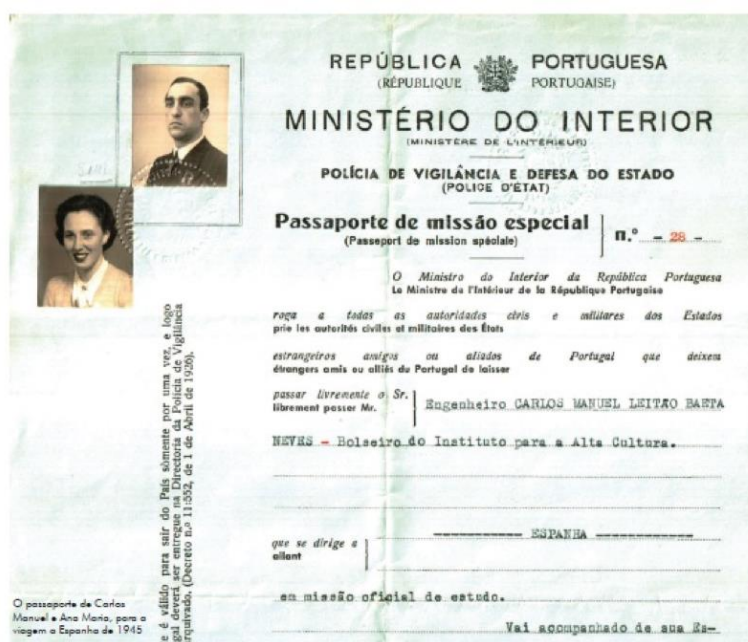 REPÚBLICA PORTUGUESA
(RÉPUBLIQUE PORTUGAISE)
MINISTÉRIO DO INTERIOR
(MINISTÈRE DE L'INTÉRIEUR)
POLÍCIA DE VIGILÂNCIA E DEFESA DO ESTADO
(POLICE D'ÉTAT)
Passaporte de missão especial
(Passeport de mission spéciale)
n.º - 28 -
O Ministro do Interior da República Portuguesa
Le Ministre de l'Intérieur de la République Portugaise
roga a todas as autoridades civis e militares dos Estados
prie les autorités civiles et militaires des États
estrangeiros amigos ou aliados de Portugal que deixem
étrangers amis ou alliés du Portugal de laisser
passar livremente o Sr.
librement passer Mr.
Engenheiro CARLOS MANUEL LEITÃO BAETA
NEVES - Bolseiro do Instituto para a Alta Cultura.
que se dirige a
allant
ESPANHA
em missão oficial de estudo.
Vai acompanhado de sua Es-
e é válido para sair do País sòmente por uma vez, e logo
gal deverá ser entregue na Directoria da Polícia de Vigilância
rquivado. (Decreto n.º 11:552, de 1 de Abril de 1926).
O passaporte de Carlos
Manuel e Ana Maria, para a
viagem a Espanha de 1945